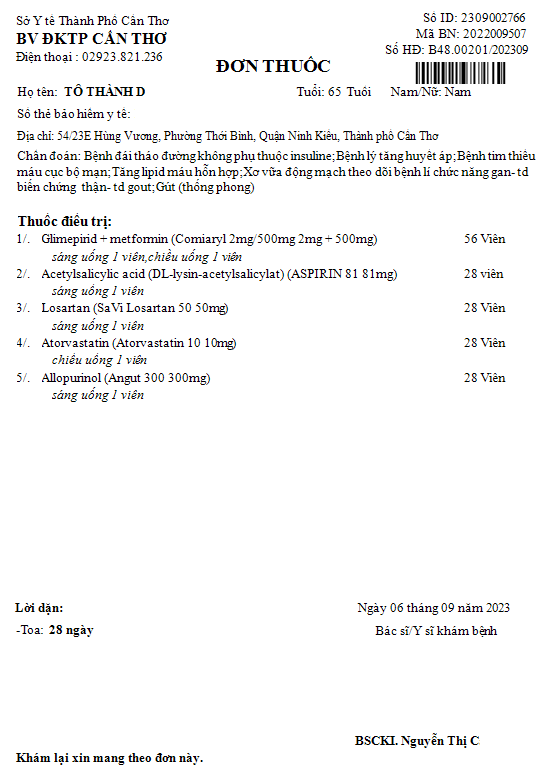 Sở Y tế Thành Phố Cần Thơ
BV ĐKTP CẦN THƠ
Điện thoại : 02923.821.236
Số ID: 2309002766
Mã BN: 2022009507
Số HĐ: B48.00201/202309
ĐƠN THUỐC
Họ tên: TÔ THÀNH D Tuổi: 65 Tuổi Nam/Nữ: Nam
Số thẻ bảo hiểm y tế:
Địa chỉ: 54/23E Hùng Vương, Phường Thới Bình, Quận Ninh Kiều, Thành phố Cần Thơ
Chẩn đoán: Bệnh đái tháo đường không phụ thuộc insuline;Bệnh lý tăng huyết áp;Bệnh tim thiếu
máu cục bộ mạn;Tăng lipid máu hỗn hợp;Xơ vữa động mạch theo dõi bệnh lí chức năng gan- td
biến chứng thận- td gout;Gút (thống phong)
Thuốc điều trị:
1/. Glimepirid + metformin (Comiaryl 2mg/500mg 2mg + 500mg) 56 Viên
sáng uống 1 viên,chiều uống 1 viên
2/. Acetylsalicylic acid (DL-lysin-acetylsalicylat) (ASPIRIN 81 81mg) 28 viên
sáng uống 1 viên
3/. Losartan (SaVi Losartan 50 50mg) 28 Viên
sáng uống 1 viên
4/. Atorvastatin (Atorvastatin 10 10mg) 28 Viên
chiều uống 1 viên
5/. Allopurinol (Angut 300 300mg) 28 Viên
sáng uống 1 viên
Lời dặn:
-Toa: 28 ngày
Ngày 06 tháng 09 năm 2023
Bác sĩ/Y sĩ khám bệnh
BSCKI. Nguyễn Thị C
Khám lại xin mang theo đơn này.